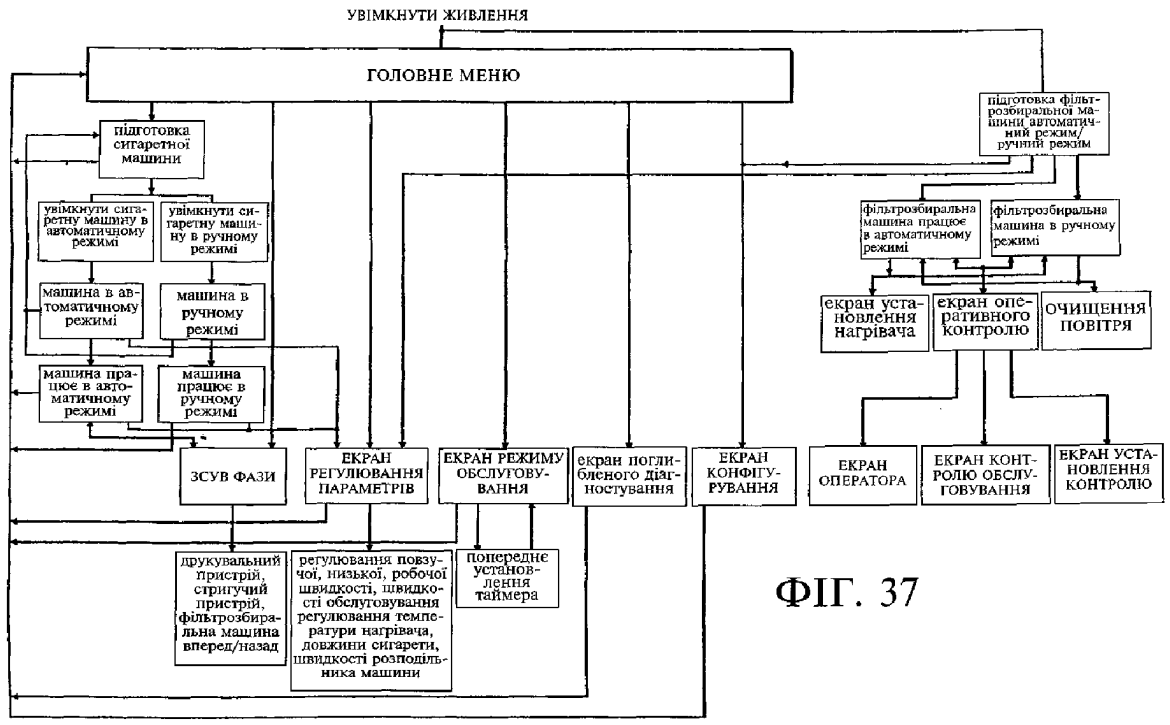 УВІМКНУТИ ЖИВЛЕННЯ
ГОЛОВНЕ МЕНЮ
підготовка
сигаретної
машини
підготовка фільт-
розбиральної ма-
шини автоматич-
ний режим/
ручний режим
увімкнути сига-
ретну машину в
автоматичному
режимі
увімкнути си-
гаретну маши-
ну в ручному
режимі
фільтрозбиральна
машина працює
в автоматичному
режимі
фільтрозбиральна
машина в ручному
режимі
машина в ав-
томатичному
режимі
машина в
ручному
режимі
екран уста-
новлення
нагрівача
екран опе-
ративного
контролю
ОЧИЩЕННЯ
ПОВІТРЯ
машина пра-
цює в авто-
матичному
режимі
машина
працює в
ручному
режимі
ЗСУВ ФАЗИ
ЕКРАН
РЕГУЛЮВАННЯ
ПАРАМЕТРІВ
ЕКРАН РЕЖИМУ
ОБСЛУГОВУ-
ВАННЯ
екран погли-
бленого діаг-
ностування
ЕКРАН
КОНФІГУ-
РУВАННЯ
ЕКРАН
ОПЕРАТОРА
ЕКРАН КОНТ-
РОЛЮ ОБСЛУ-
ГОВУВАННЯ
ЕКРАН УСТА-
НОВЛЕННЯ
КОНТРОЛЮ
друкувальний
пристрій,
стригучий
пристрій,
фільтрозбира-
льна машина
вперед/назад
регулювання повзу-
чої, низької, робочої
швидкості, швидко-
сті обслуговування
регулювання темпе-
ратури нагрівача,
довжини сигарети,
швидкості розподіль-
ника машини
попереднє
установ-
лення
таймера
ФІГ. 37